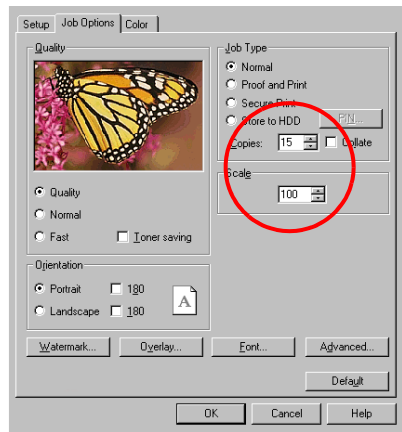 Setup Job Options Color
Quality
Quality
Normal
Fast Toner saving
Orientation
Portrait 180
Landscape 180
A
Job Type
Normal
Proof and Print
Secure Print
Store to HDD PIN...
Copies: 15 Collate
Scale
100
Watermark... Overlay... Font... Advanced...
Default
OK Cancel Help